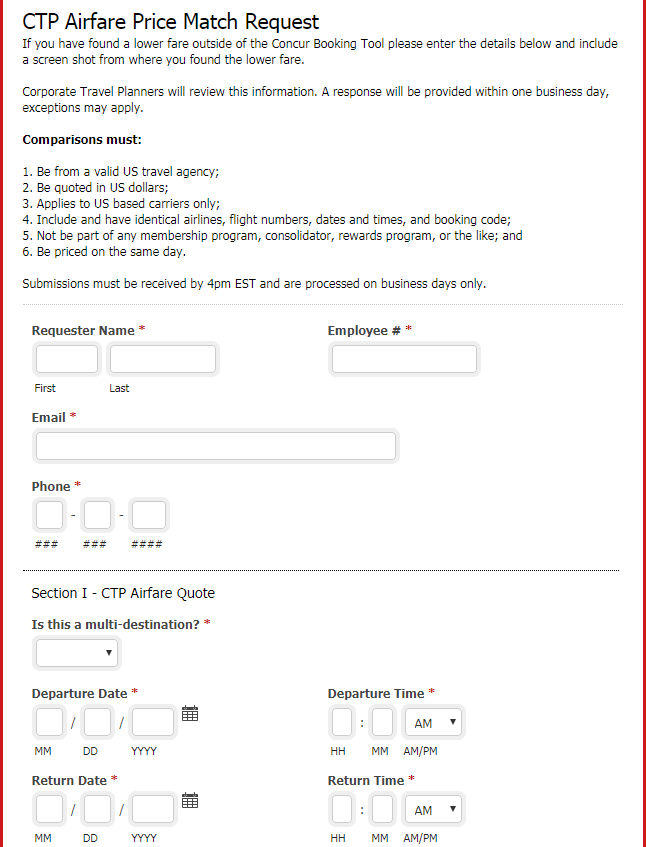 CTP Airfare Price Match Request
If you have found a lower fare outside of the Concur Booking Tool please enter the details below and include
a screen shot from where you found the lower fare.
Corporate Travel Planners will review this information. A response will be provided within one business day,
exceptions may apply.
Comparisons must:
1. Be from a valid US travel agency;
2. Be quoted in US dollars;
3. Applies to US based carriers only;
4. Include and have identical airlines, flight numbers, dates and times, and booking code;
5. Not be part of any membership program, consolidator, rewards program, or the like; and
6. Be priced on the same day.
Submissions must be received by 4pm EST and are processed on business days only.
Requester Name * Employee # *
First Last
Email *
Phone *
- -
### ### ####
Section I - CTP Airfare Quote
Is this a multi-destination? *
Departure Date * Departure Time *
/ / : AM
MM DD YYYY HH MM AM/PM
Return Date * Return Time *
/ / : AM
MM DD YYYY HH MM AM/PM